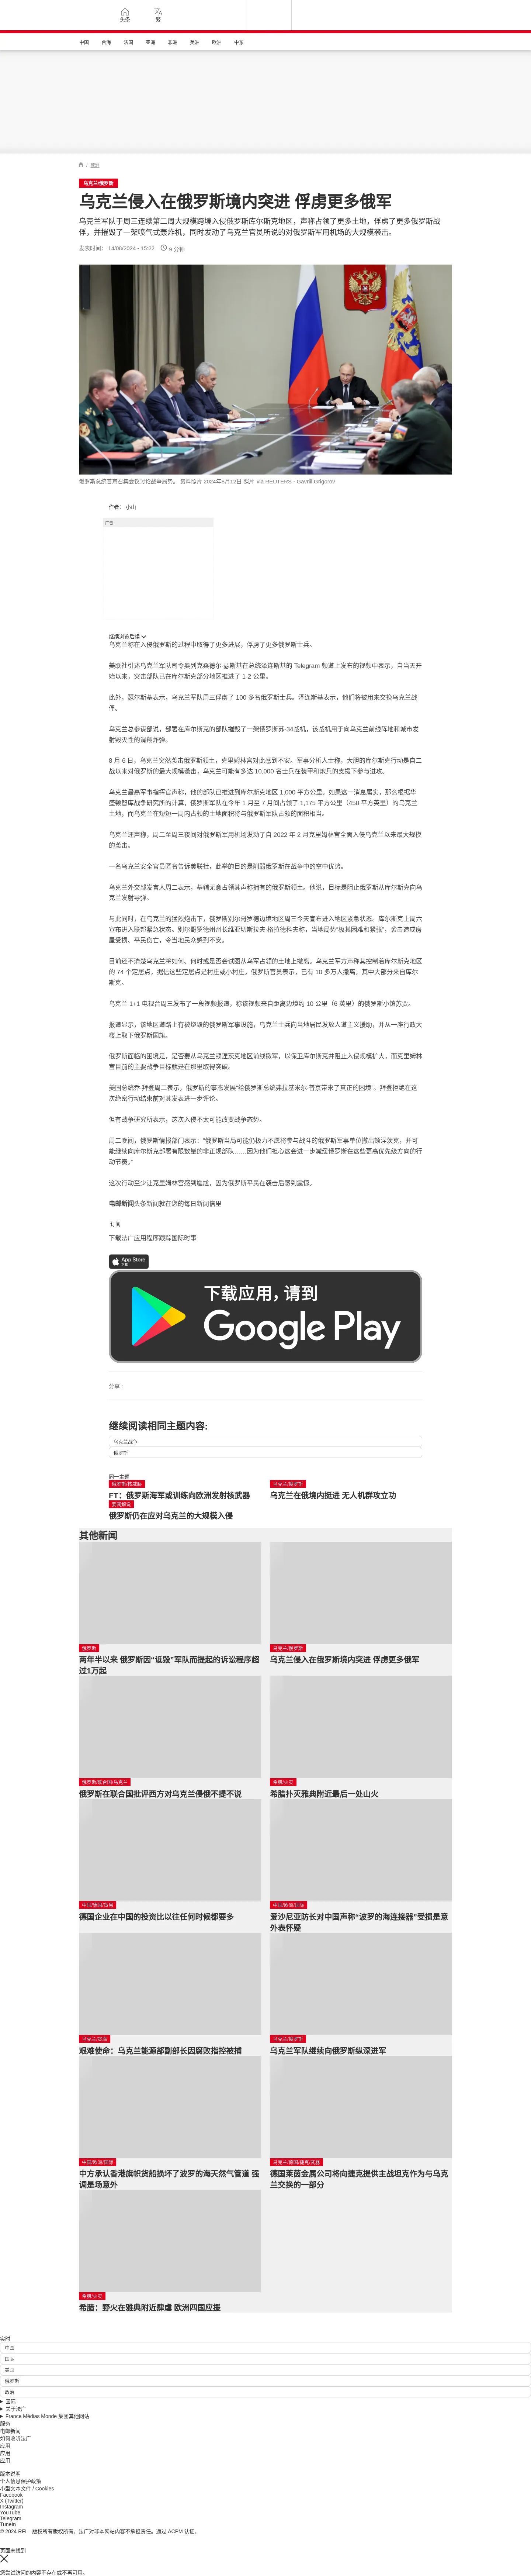 头条
繁
中国
台海
法国
亚洲
非洲
美洲
欧洲
中东
/ 欧洲
乌克兰/俄罗斯
乌克兰侵入在俄罗斯境内突进 俘虏更多俄军
乌克兰军队于周三连续第二周大规模跨境入侵俄罗斯库尔斯克地区，声称占领了更多土地，俘虏了更多俄罗斯战
俘，并摧毁了一架喷气式轰炸机，同时发动了乌克兰官员所说的对俄罗斯军用机场的大规模袭击。
发表时间： 14/08/2024 - 15:22
9 分钟
俄罗斯总统普京召集会议讨论战争局势。 资料照片 2024年8月12日 照片 via REUTERS - Gavriil Grigorov
作者： 小山
广告
继续浏览后续
乌克兰称在入侵俄罗斯的过程中取得了更多进展，俘虏了更多俄罗斯士兵。
美联社引述乌克兰军队司令奥列克桑德尔·瑟斯基在总统泽连斯基的 Telegram 频道上发布的视频中表示，自当天开
始以来，突击部队已在库尔斯克部分地区推进了 1-2 公里。
此外，瑟尔斯基表示，乌克兰军队周三俘虏了 100 多名俄罗斯士兵。泽连斯基表示，他们将被用来交换乌克兰战
俘。
乌克兰总参谋部说，部署在库尔斯克的部队摧毁了一架俄罗斯苏-34战机，该战机用于向乌克兰前线阵地和城市发
射毁灭性的滑翔炸弹。
8 月 6 日，乌克兰突然袭击俄罗斯领土，克里姆林宫对此感到不安。军事分析人士称，大胆的库尔斯克行动是自二
战以来对俄罗斯的最大规模袭击，乌克兰可能有多达 10,000 名士兵在装甲和炮兵的支援下参与进攻。
乌克兰最高军事指挥官声称，他的部队已推进到库尔斯克地区 1,000 平方公里。如果这一消息属实，那么根据华
盛顿智库战争研究所的计算，俄罗斯军队在今年 1 月至 7 月间占领了 1,175 平方公里（450 平方英里）的乌克兰
土地，而乌克兰在短短一周内占领的土地面积将与俄罗斯军队占领的面积相当。
乌克兰还声称，周二至周三夜间对俄罗斯军用机场发动了自 2022 年 2 月克里姆林宫全面入侵乌克兰以来最大规模
的袭击。
一名乌克兰安全官员匿名告诉美联社，此举的目的是削弱俄罗斯在战争中的空中优势。
乌克兰外交部发言人周二表示，基辅无意占领其声称拥有的俄罗斯领土。他说，目标是阻止俄罗斯从库尔斯克向乌
克兰发射导弹。
与此同时，在乌克兰的猛烈炮击下，俄罗斯别尔哥罗德边境地区周三今天宣布进入地区紧急状态。库尔斯克上周六
宣布进入联邦紧急状态。别尔哥罗德州州长维亚切斯拉夫·格拉德科夫称，当地局势“极其困难和紧张”，袭击造成房
屋受损、平民伤亡，令当地民众感到不安。
目前还不清楚乌克兰将如何、何时或是否会试图从乌军占领的土地上撤离。乌克兰军方声称其控制着库尔斯克地区
的 74 个定居点，据信这些定居点是村庄或小村庄。俄罗斯官员表示，已有 10 多万人撤离，其中大部分来自库尔
斯克。
乌克兰 1+1 电视台周三发布了一段视频报道，称该视频来自距离边境约 10 公里（6 英里）的俄罗斯小镇苏贾。
报道显示，该地区道路上有被烧毁的俄罗斯军事设施，乌克兰士兵向当地居民发放人道主义援助，并从一座行政大
楼上取下俄罗斯国旗。
俄罗斯面临的困境是，是否要从乌克兰顿涅茨克地区前线撤军，以保卫库尔斯克并阻止入侵规模扩大，而克里姆林
宫目前的主要战争目标就是在那里取得突破。
美国总统乔·拜登周二表示，俄罗斯的事态发展“给俄罗斯总统弗拉基米尔·普京带来了真正的困境”。拜登拒绝在这
次绝密行动结束前对其发表进一步评论。
但有战争研究所表示，这次入侵不太可能改变战争态势。
周二晚间，俄罗斯情报部门表示：“俄罗斯当局可能仍极力不愿将参与战斗的俄罗斯军事单位撤出顿涅茨克，并可
能继续向库尔斯克部署有限数量的非正规部队……因为他们担心这会进一步减缓俄罗斯在这些更高优先级方向的行
动节奏。”
这次行动至少让克里姆林宫感到尴尬，因为俄罗斯平民在袭击后感到震惊。
电邮新闻头条新闻就在您的每日新闻信里
订阅
下载法广应用程序跟踪国际时事
App Store
下载
下载应用，请到
Google Play
分享 :
继续阅读相同主题内容:
乌克兰战争
俄罗斯
同一主题
俄罗斯/核威胁
FT：俄罗斯海军或训练向欧洲发射核武器
乌克兰/俄罗斯
乌克兰在俄境内挺进 无人机群攻立功
要闻解说
俄罗斯仍在应对乌克兰的大规模入侵
其他新闻
俄罗斯
两年半以来 俄罗斯因“诋毁”军队而提起的诉讼程序超
过1万起
乌克兰/俄罗斯
乌克兰侵入在俄罗斯境内突进 俘虏更多俄军
俄罗斯/联合国/乌克兰
俄罗斯在联合国批评西方对乌克兰侵俄不提不说
希腊/火灾
希腊扑灭雅典附近最后一处山火
中国/德国/贸易
德国企业在中国的投资比以往任何时候都要多
中国/欧洲/国际
爱沙尼亚防长对中国声称“波罗的海连接器”受损是意
外表怀疑
乌克兰/贪腐
艰难使命：乌克兰能源部副部长因腐败指控被捕
乌克兰/俄罗斯
乌克兰军队继续向俄罗斯纵深进军
中国/欧洲/国际
中方承认香港旗帜货船损坏了波罗的海天然气管道 强
调是场意外
乌克兰/德国/捷克/武器
德国莱茵金属公司将向捷克提供主战坦克作为与乌克
兰交换的一部分
希腊/火灾
希腊：野火在雅典附近肆虐 欧洲四国应援
实时
中国
国际
美国
俄罗斯
政治
国际
关于法广
France Médias Monde 集团其他网站
服务
电邮新闻
如何收听法广
应用
应用
应用
版本说明
个人信息保护政策
小型文本文件 / Cookies
Facebook
X (Twitter)
Instagram
YouTube
Telegram
TuneIn
© 2024 RFI – 版权所有版权所有。法广对非本网站内容不承担责任。通过 ACPM 认证。
页面未找到
您尝试访问的内容不存在或不再可用。